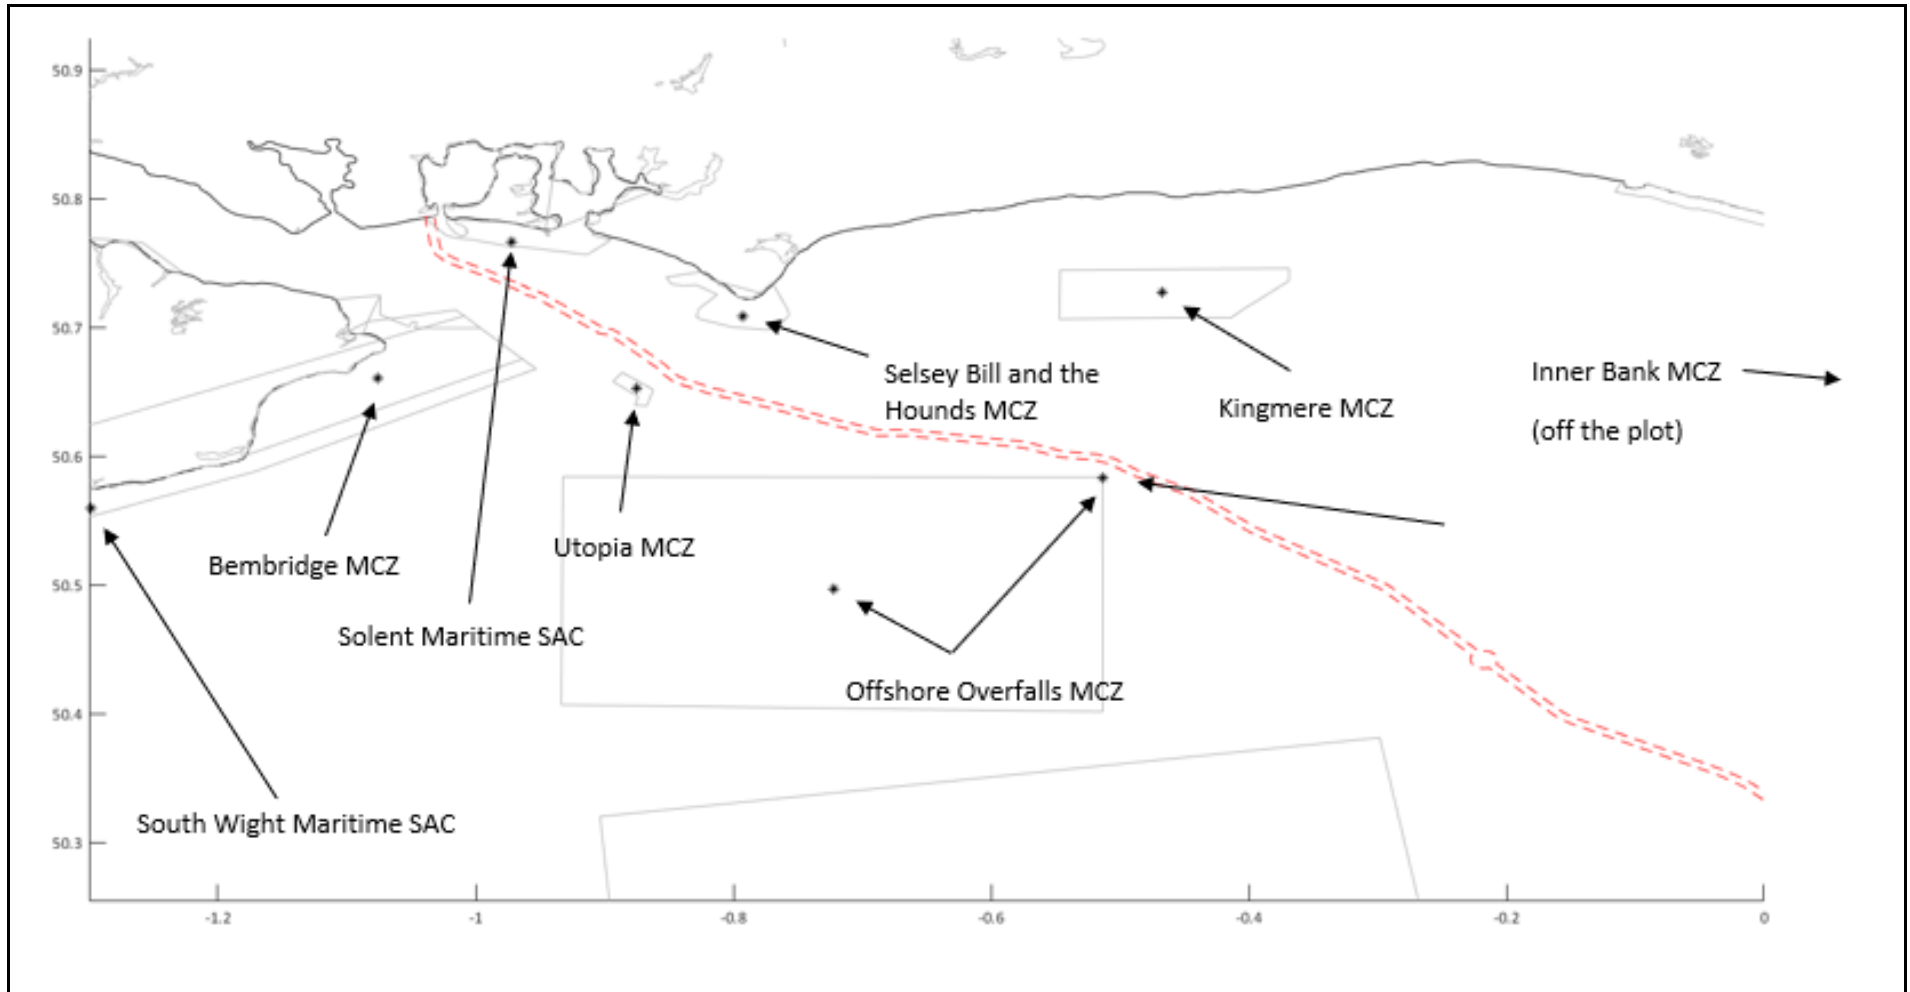 50.9
50.8
50.7
50.6
50.5
50.4
50.3
Selsey Bill and the
Hounds MCZ
Kingmere MCZ
Inner Bank MCZ
(off the plot)
Bembridge MCZ
Utopia MCZ
Solent Maritime SAC
Offshore Overfalls MCZ
South Wight Maritime SAC
-1.2
-1
-0.8
-0.6
-0.4
-0.2
0